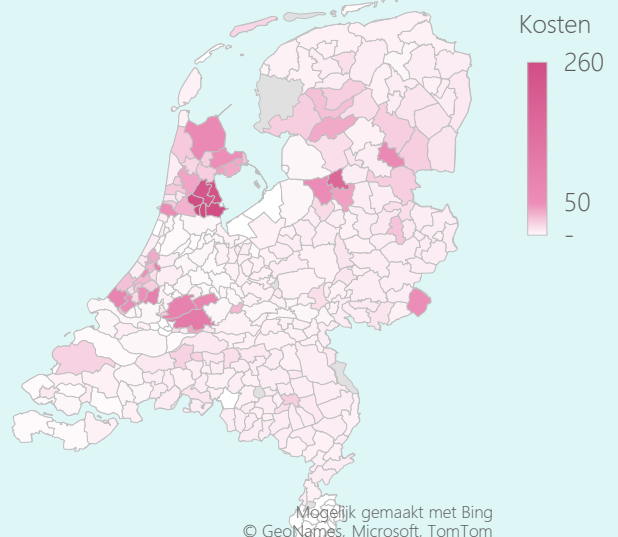 Kosten
260
50
-
Mogelijk gemaakt met Bing
© GeoNames, Microsoft, TomTom